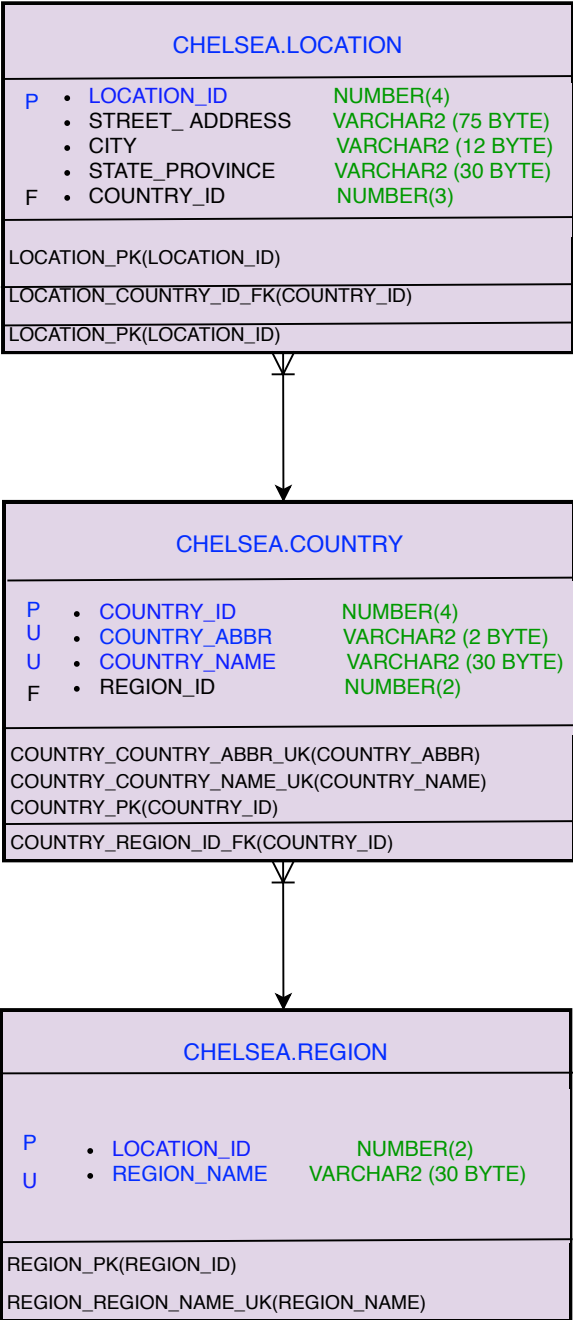 CHELSEA.LOCATION
P • LOCATION_ID NUMBER(4)
• STREET_ ADDRESS VARCHAR2 (75 BYTE)
• CITY VARCHAR2 (12 BYTE)
• STATE_PROVINCE VARCHAR2 (30 BYTE)
F • COUNTRY_ID NUMBER(3)
LOCATION_PK(LOCATION_ID)
LOCATION_COUNTRY_ID_FK(COUNTRY_ID)
LOCATION_PK(LOCATION_ID)
CHELSEA.COUNTRY
P • COUNTRY_ID NUMBER(4)
U • COUNTRY_ABBR VARCHAR2 (2 BYTE)
U • COUNTRY_NAME VARCHAR2 (30 BYTE)
F • REGION_ID NUMBER(2)
COUNTRY_COUNTRY_ABBR_UK(COUNTRY_ABBR)
COUNTRY_COUNTRY_NAME_UK(COUNTRY_NAME)
COUNTRY_PK(COUNTRY_ID)
COUNTRY_REGION_ID_FK(COUNTRY_ID)
CHELSEA.REGION
P • LOCATION_ID NUMBER(2)
U • REGION_NAME VARCHAR2 (30 BYTE)
REGION_PK(REGION_ID)
REGION_REGION_NAME_UK(REGION_NAME)